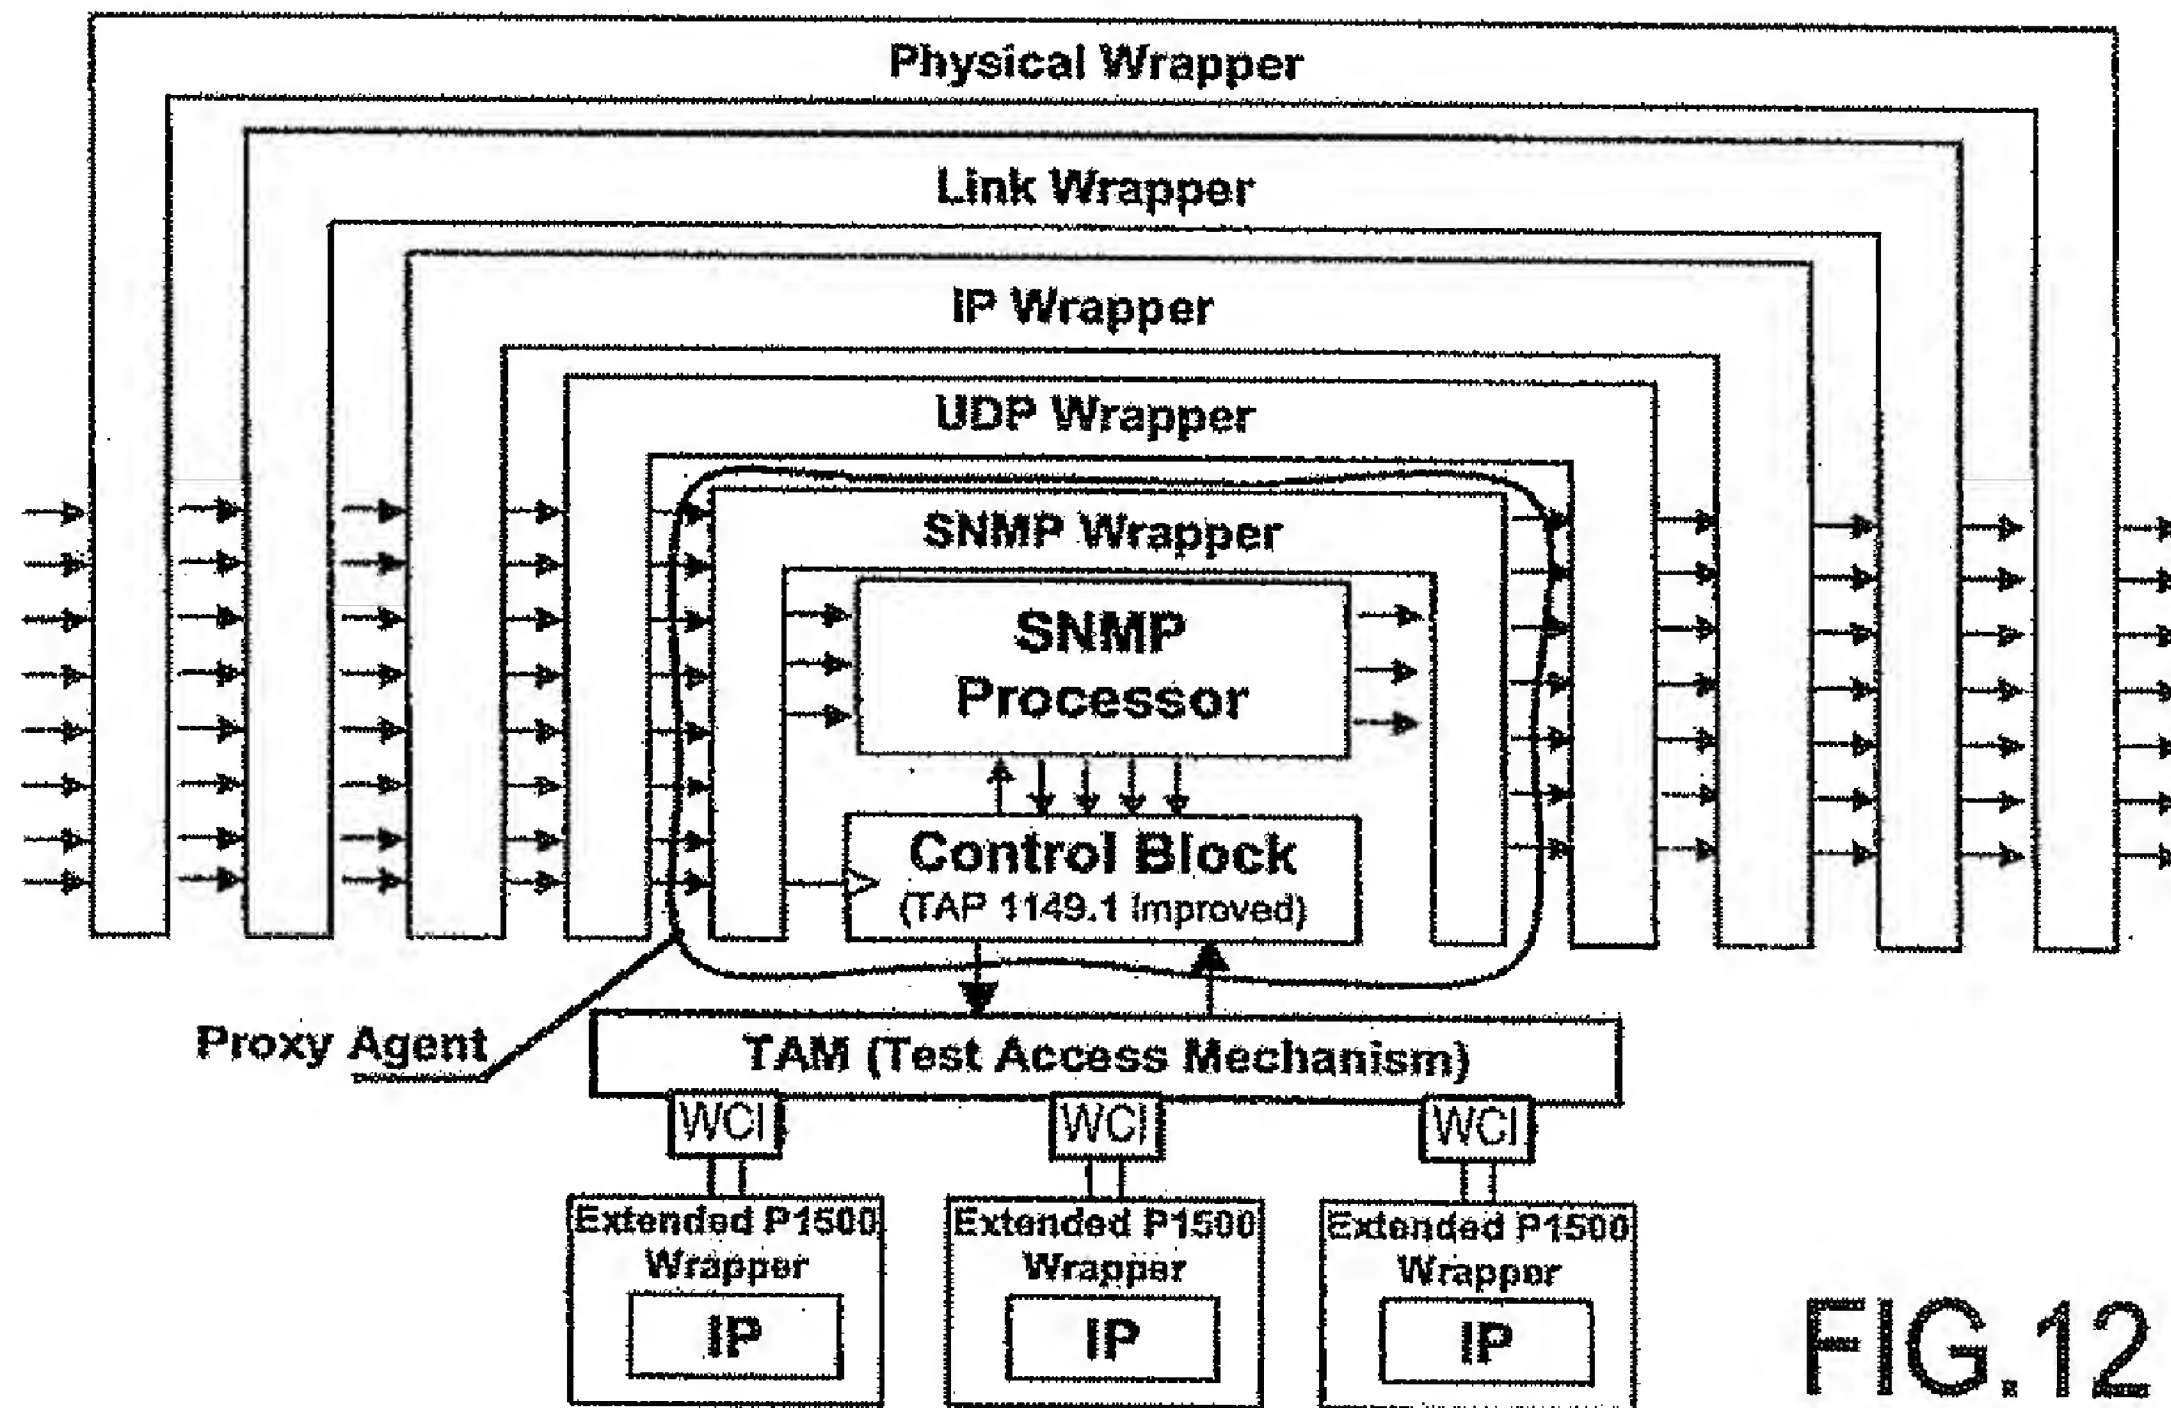 Physical Wrapper
Link Wrapper
IP Wrapper
UDP Wrapper
SNMP Wrapper
SNMP
Processor
Control Block
(TAP 1149.1 Improved)
Proxy Agent
TAM (Test Access Mechanism)
WCI
WCI
WCI
Extended P1500
Wrapper
IP
Extended P1500
Wrapper
IP
Extended P1500
Wrapper
IP
FIG.12